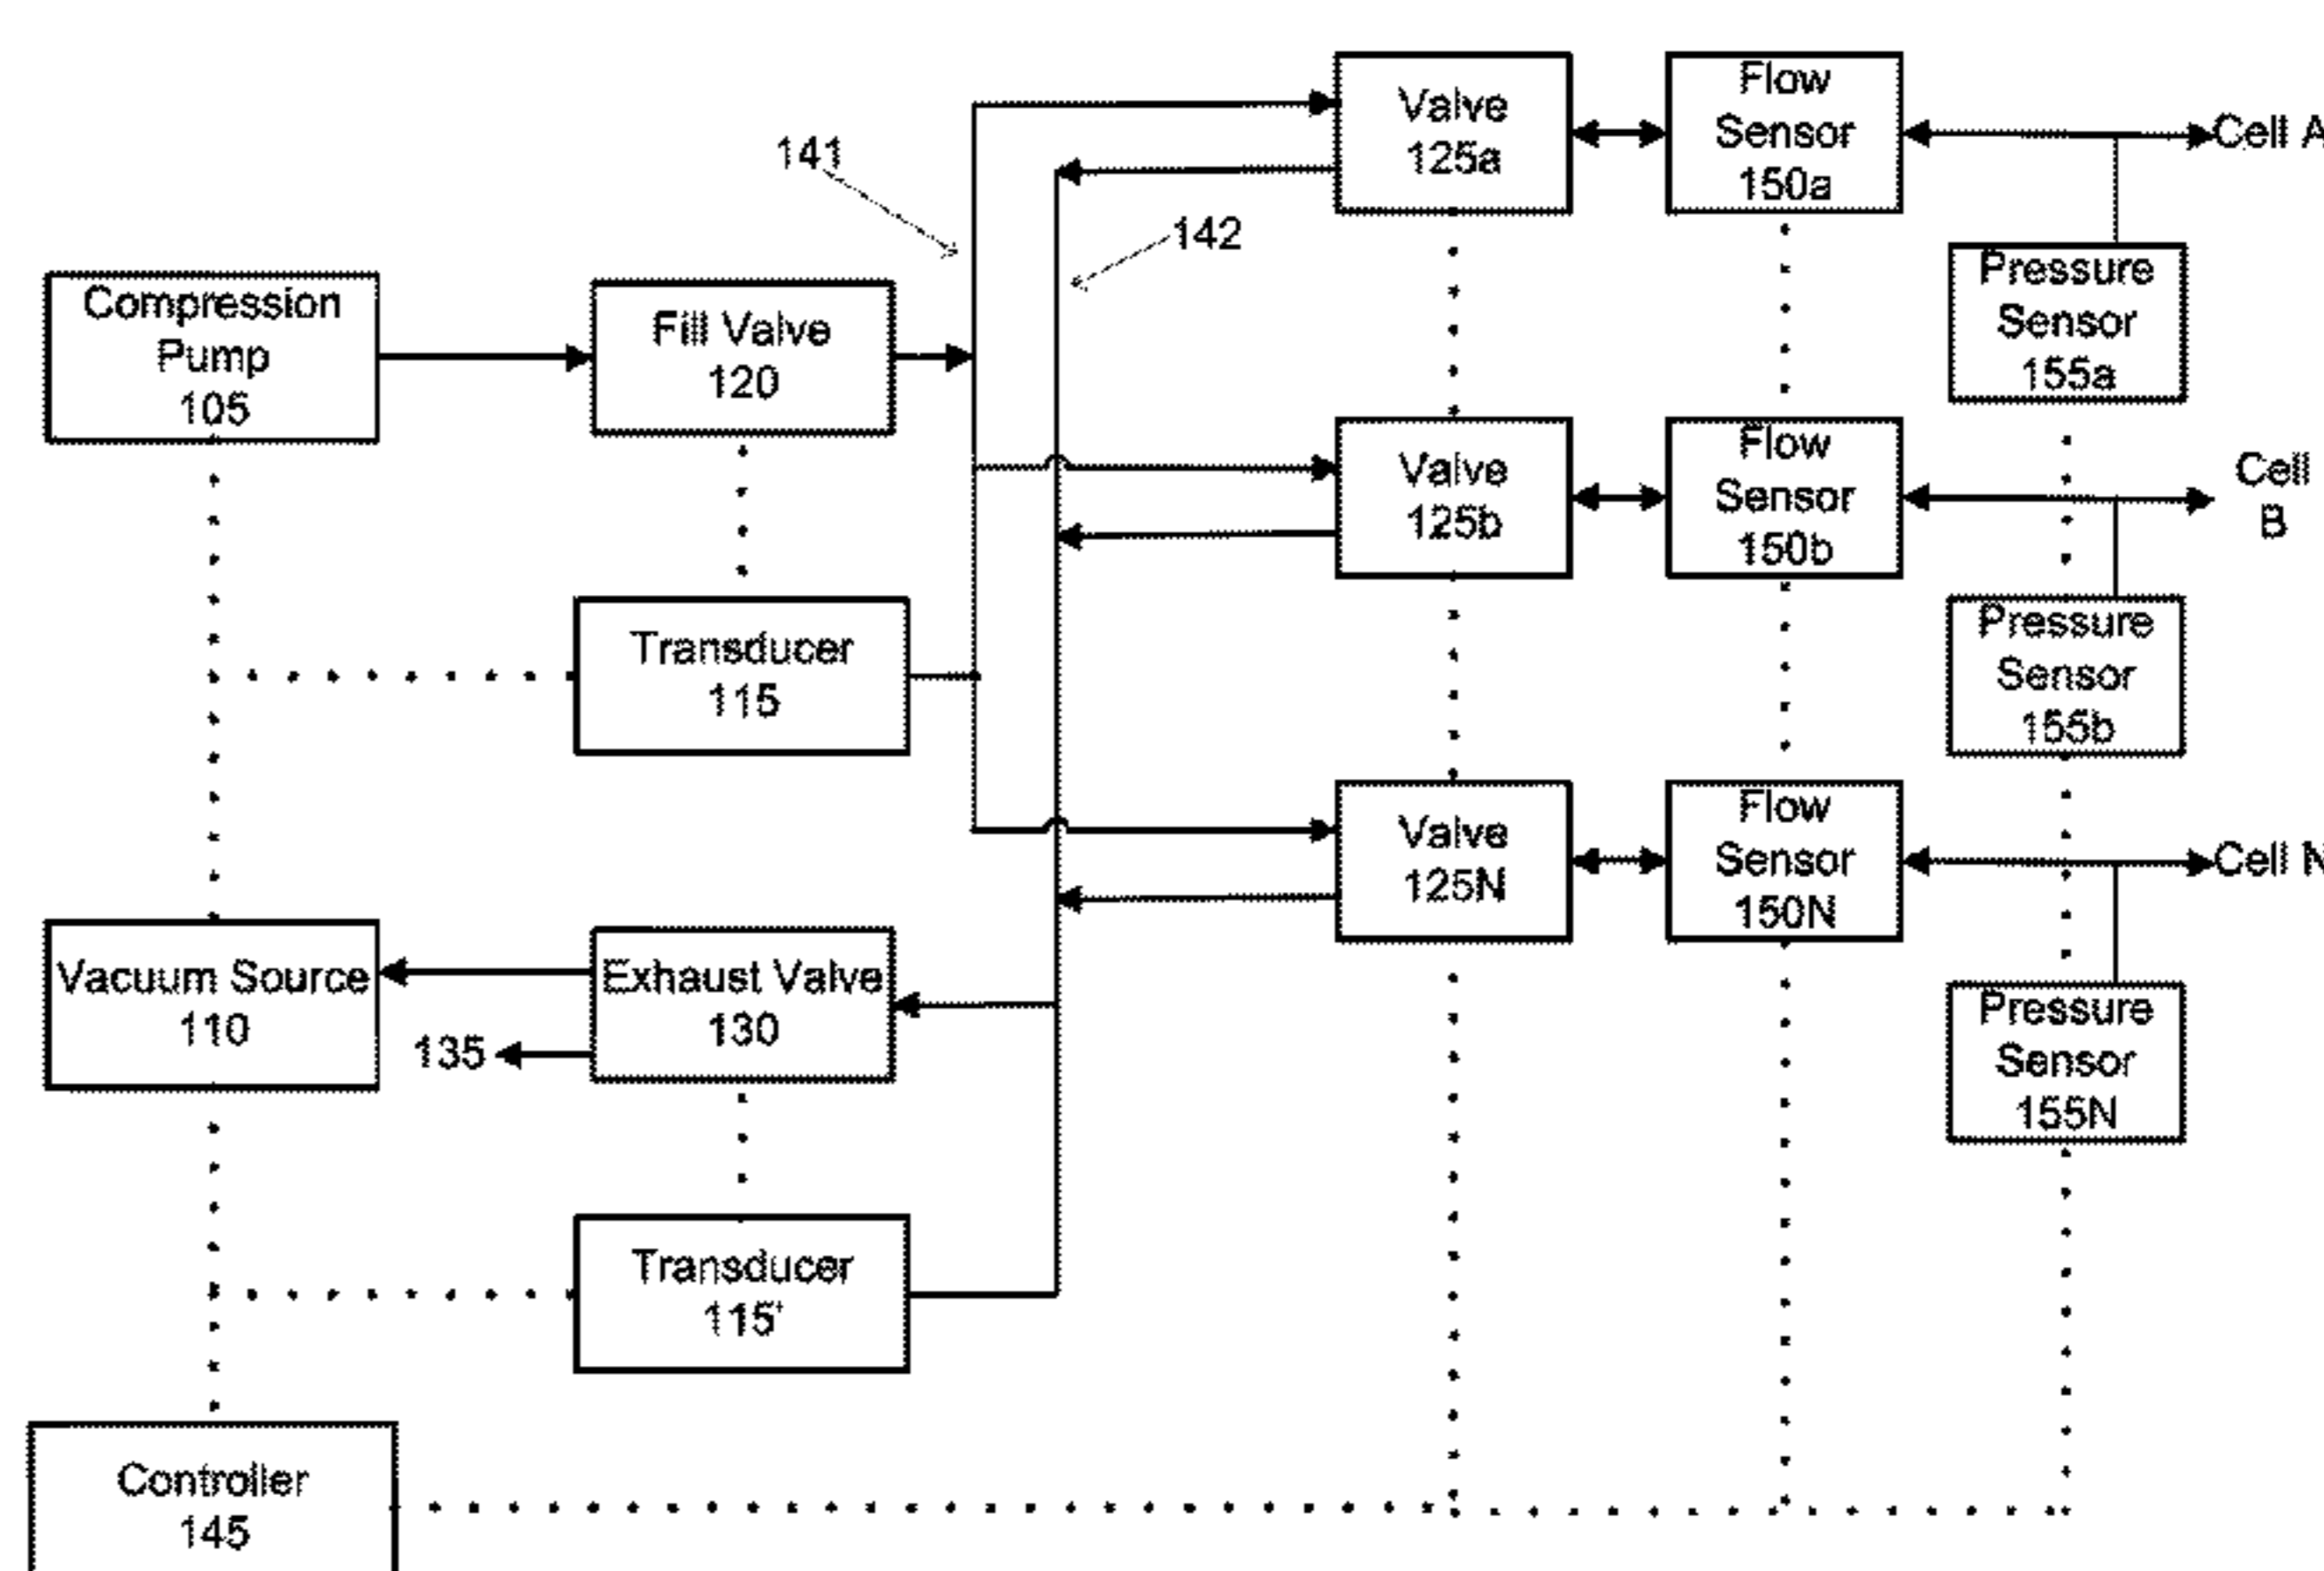 Valve
125a
Flow
Sensor
150a
Cell A
141
142
Pressure
Sensor
155a
Compression
Pump
105
Fill Valve
120
Valve
125b
Flow
Sensor
150b
Cell
B
Transducer
115
Pressure
Sensor
155b
Valve
125N
Flow
Sensor
150N
Cell N
Vacuum Source
110
135
Exhaust Valve
130
Pressure
Sensor
155N
Transducer
115'
Controller
145